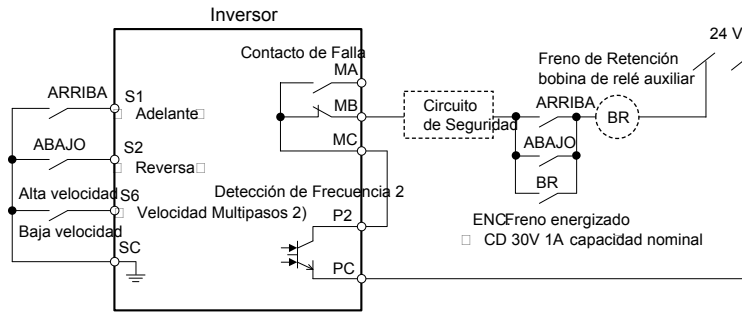 Inversor
24 V
Contacto de Falla
MA
Freno de Retención
bobina de relé auxiliar
ARRIBA
S1
Adelante
MB
Circuito
de Seguridad
ARRIBA
BR
ABAJO
S2
Reversa
MC
ABAJO
BR
Alta velocidad
S6
Detección de Frecuencia 2
Velocidad Multipasos 2)
Baja velocidad
P2
ENC
Freno energizado
CD 30V 1A capacidad nominal
SC
PC